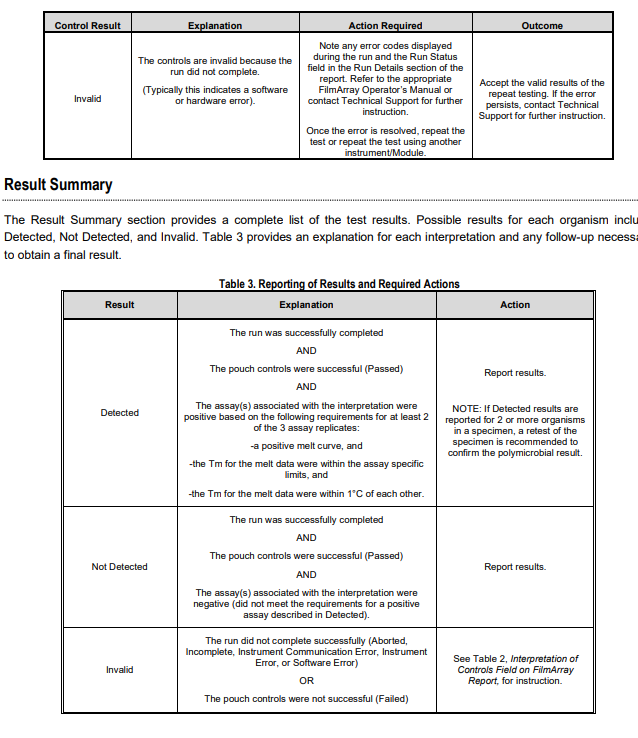 Control Result
Explanation
Action Required
Outcome
Invalid
The controls are invalid because the
run did not complete.
(Typically this indicates a software
or hardware error).
Note any error codes displayed
during the run and the Run Status
field in the Run Details section of the
report. Refer to the appropriate
FilmArray Operator's Manual or
contact Technical Support for further
instruction.
Once the error is resolved, repeat the
test or repeat the test using another
instrument/Module.
Accept the valid results of the
repeat testing. If the error
persists, contact Technical
Support for further instruction.
Result Summary
The Result Summary section provides a complete list of the test results. Possible results for each organism inclu
Detected, Not Detected, and Invalid. Table 3 provides an explanation for each interpretation and any follow-up necessa
to obtain a final result.
Table 3. Reporting of Results and Required Actions
Result
Explanation
Action
Detected
The run was successfully completed
AND
The pouch controls were successful (Passed)
AND
The assay(s) associated with the interpretation were
positive based on the following requirements for at least 2
of the 3 assay replicates:
-a positive melt curve, and
-the Tm for the melt data were within the assay specific
limits, and
-the Tm for the melt data were within 1°C of each other.
Report results.
NOTE: If Detected results are
reported for 2 or more organisms
in a specimen, a retest of the
specimen is recommended to
confirm the polymicrobial result.
Not Detected
The run was successfully completed
AND
The pouch controls were successful (Passed)
AND
The assay(s) associated with the interpretation were
negative (did not meet the requirements for a positive
assay described in Detected).
Report results.
Invalid
The run did not complete successfully (Aborted,
Incomplete, Instrument Communication Error, Instrument
Error, or Software Error)
OR
The pouch controls were not successful (Failed)
See Table 2, Interpretation of
Controls Field on FilmArray
Report, for instruction.